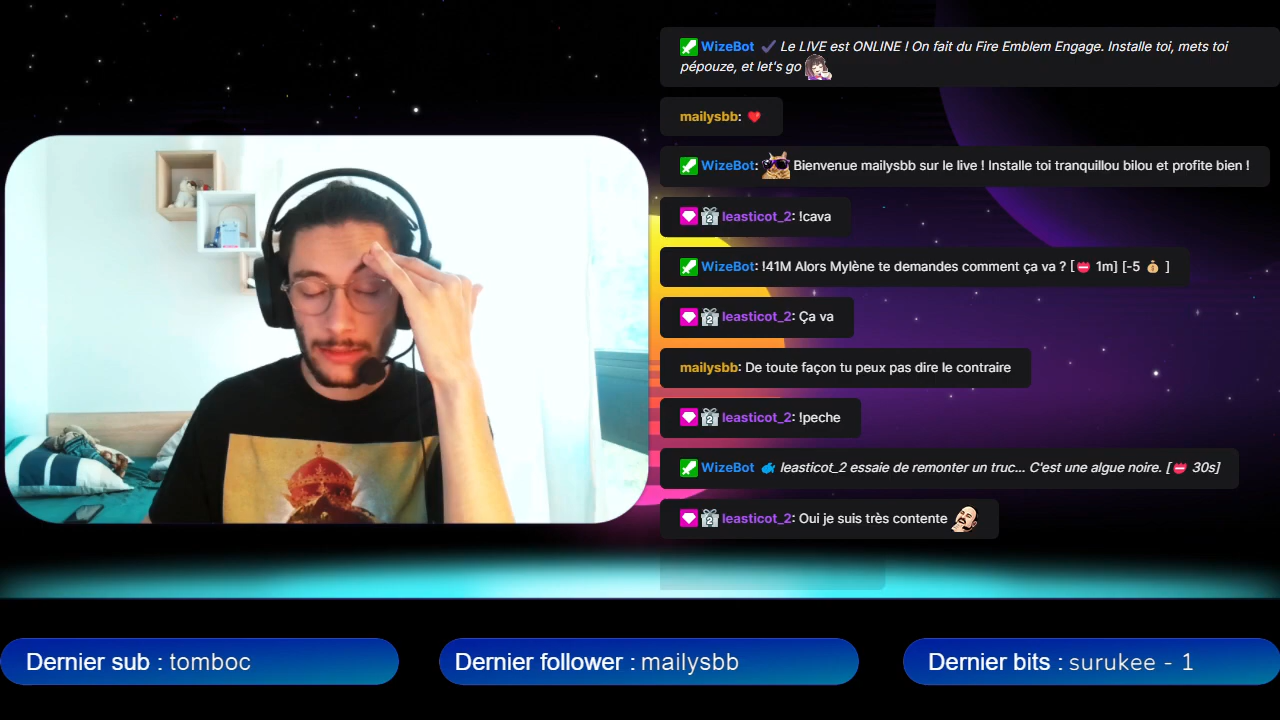 WizeBot ✔ Le LIVE est ONLINE ! On fait du Fire Emblem Engage. Installe toi, mets toi
pépouze, et let's go
mailysbb: ❤
WizeBot: Bienvenue mailysbb sur le live ! Installe toi tranquillou bilou et profite bien !
2 leasticot_2: !cava
WizeBot: !41M Alors Mylène te demandes comment ça va ? [📛 1m] [-5 💰 ]
2 leasticot_2: Ça va
mailysbb: De toute façon tu peux pas dire le contraire
2 leasticot_2: !peche
WizeBot 🐟 leasticot_2 essaie de remonter un truc... C'est une algue noire. [📛 30s]
2 leasticot_2: Oui je suis très contente
Dernier sub : tomboc
Dernier follower : mailysbb
Dernier bits : surukee - 1